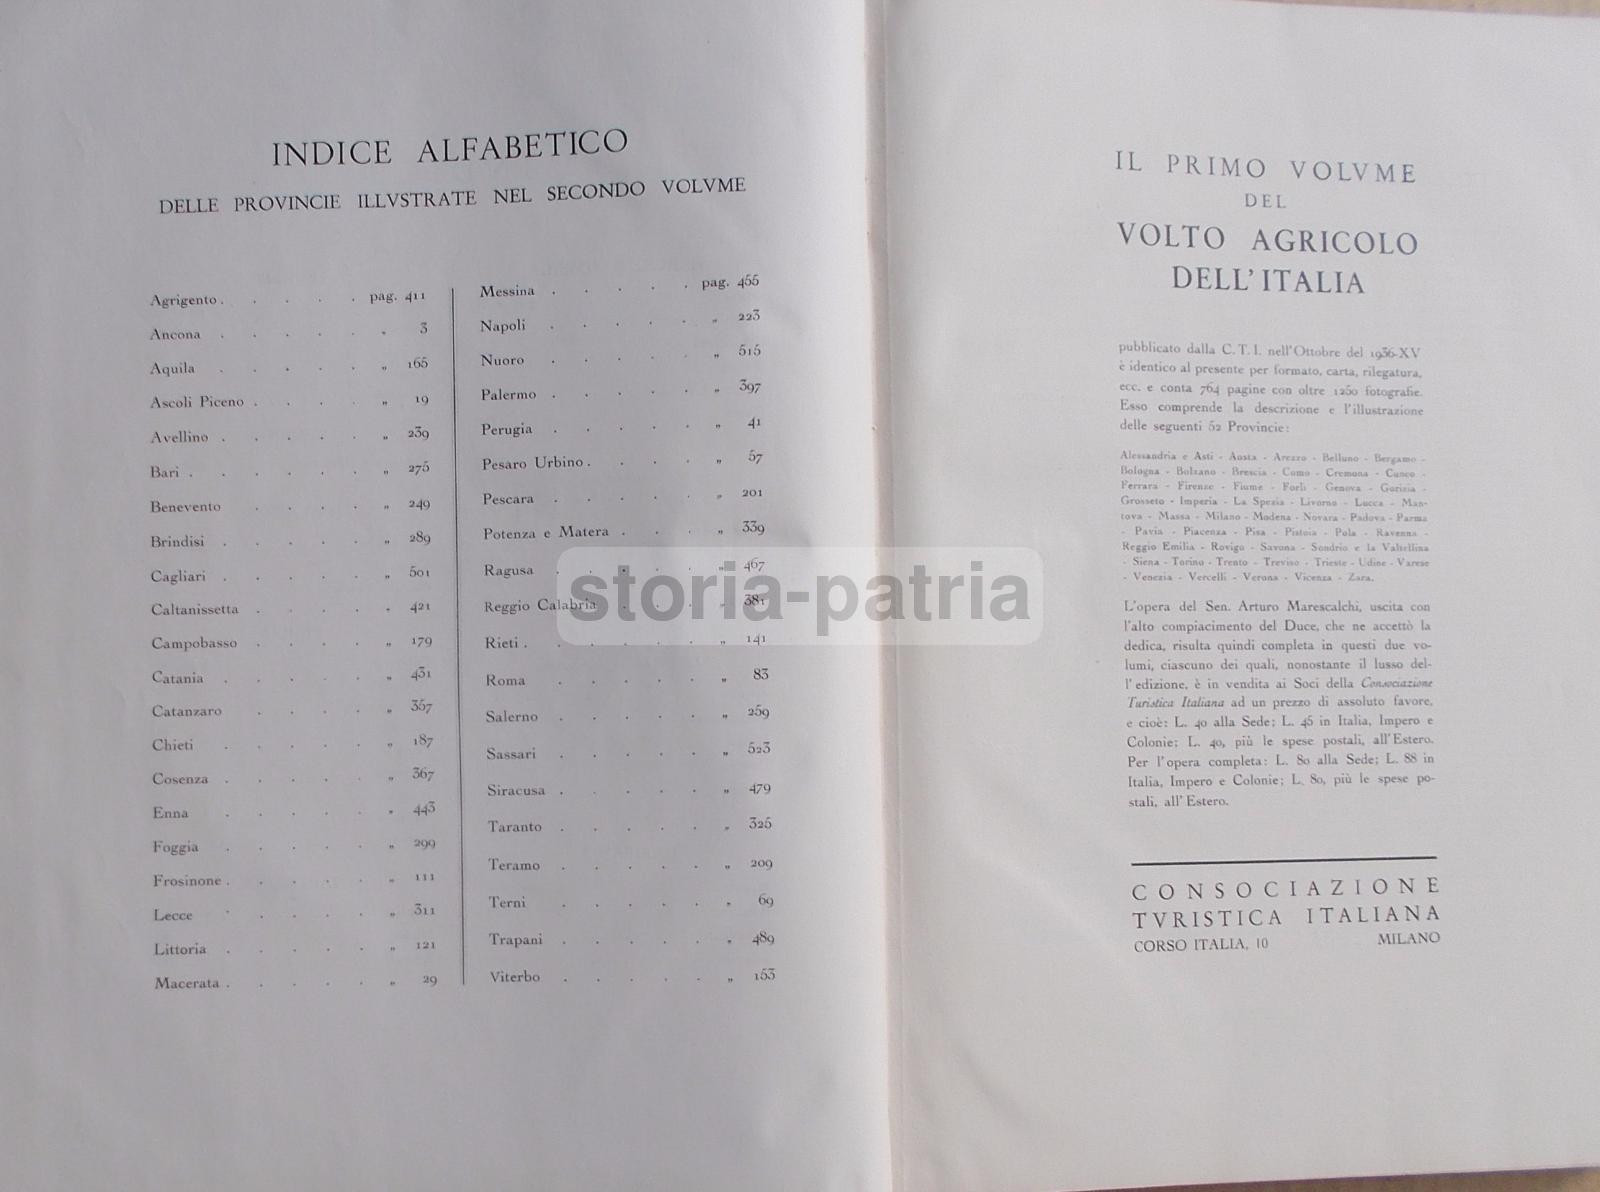 INDICE ALFABETICO
DELLE PROVINCIE ILLVSTRATE NEL SECONDO VOLVME
Agrigento . . . . . pag. 411
Ancona . . . . . „ 3
Aquila . . . . . „ 165
Ascoli Piceno . . . . „ 19
Avellino . . . . . „ 239
Bari . . . . . . „ 275
Benevento . . . . „ 249
Brindisi . . . . . „ 289
Cagliari . . . . . „ 501
Caltanissetta . . . . „ 421
Campobasso . . . . „ 179
Catania . . . . . „ 431
Catanzaro . . . . „ 357
Chieti . . . . . „ 187
Cosenza . . . . . „ 367
Enna . . . . . „ 443
Foggia . . . . . „ 299
Frosinone . . . . . „ 111
Lecce . . . . . „ 311
Littoria . . . . . „ 121
Macerata . . . . . „ 29
Messina . . . . . pag. 455
Napoli . . . . . „ 223
Nuoro . . . . . „ 515
Palermo . . . . . „ 397
Perugia . . . . . „ 41
Pesaro Urbino . . . . „ 57
Pescara . . . . . „ 201
Potenza e Matera . . . „ 339
Ragusa . . . . . „ 467
Reggio Calabria . . . „ 381
Rieti . . . . . . „ 141
Roma . . . . . „ 83
Salerno . . . . . „ 259
Sassari . . . . . „ 523
Siracusa . . . . . „ 479
Taranto . . . . . „ 325
Teramo . . . . . „ 209
Terni . . . . . „ 69
Trapani . . . . . „ 489
Viterbo . . . . . „ 153
storia-patria
IL PRIMO VOLVME
DEL
VOLTO AGRICOLO
DELL'ITALIA
pubblicato dalla C. T. I. nell'Ottobre del 1936-XV
è identico al presente per formato, carta, rilegatura,
ecc. e conta 764 pagine con oltre 1250 fotografie.
Esso comprende la descrizione e l'illustrazione
delle seguenti 52 Provincie:
Alessandria e Asti - Aosta - Arezzo - Belluno - Bergamo -
Bologna - Bolzano - Brescia - Como - Cremona - Cuneo -
Ferrara - Firenze - Fiume - Forlì - Genova - Gorizia -
Grosseto - Imperia - La Spezia - Livorno - Lucca - Man-
tova - Massa - Milano - Modena - Novara - Padova - Parma
- Pavia - Piacenza - Pisa - Pistoia - Pola - Ravenna -
Reggio Emilia - Rovigo - Savona - Sondrio e la Valtellina
- Siena - Torino - Trento - Treviso - Trieste - Udine - Varese
- Venezia - Vercelli - Verona - Vicenza - Zara.
L'opera del Sen. Arturo Marescalchi, uscita con
l'alto compiacimento del Duce, che ne accettò la
dedica, risulta quindi completa in questi due vo-
lumi, ciascuno dei quali, nonostante il lusso del-
l'edizione, è in vendita ai Soci della Consociazione
Turistica Italiana ad un prezzo di assoluto favore,
e cioè: L. 40 alla Sede; L. 45 in Italia, Impero e
Colonie; L. 40, più le spese postali, all'Estero.
Per l'opera completa: L. 80 alla Sede; L. 88 in
Italia, Impero e Colonie; L. 80, più le spese po-
stali, all'Estero.
CONSOCIAZIONE
TVRISTICA ITALIANA
CORSO ITALIA, 10 MILANO